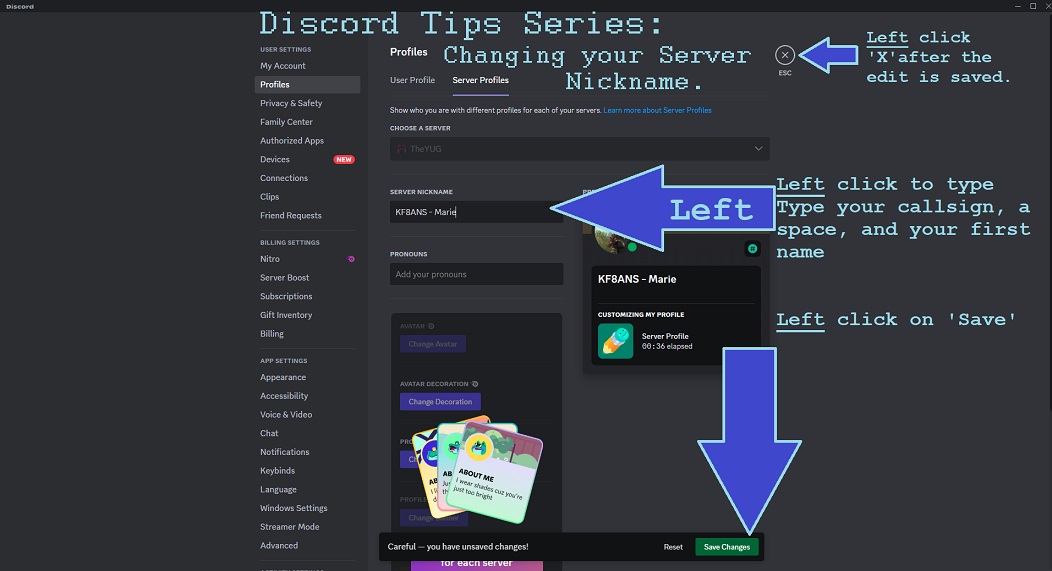 Discord
Discord Tips Series:
Changing your Server
Nickname.
Left click
'X'after the
edit is saved.
ESC
USER SETTINGS
My Account
Profiles
Privacy & Safety
Family Center
Authorized Apps
Devices NEW
Connections
Clips
Friend Requests
BILLING SETTINGS
Nitro
Server Boost
Subscriptions
Gift Inventory
Billing
APP SETTINGS
Appearance
Accessibility
Voice & Video
Chat
Notifications
Keybinds
Language
Windows Settings
Streamer Mode
Advanced
Profiles
User Profile Server Profiles
Show who you are with different profiles for each of your servers. Learn more about Server Profiles
CHOOSE A SERVER
TheYUG
SERVER NICKNAME
KF8ANS - Marie
PRONOUNS
Add your pronouns
AVATAR
Change Avatar
AVATAR DECORATION
Change Decoration
ABOUT ME
I wear shades cuz you're
just too bright
for each server
Left
KF8ANS - Marie
CUSTOMIZING MY PROFILE
Server Profile
00:36 elapsed
Left click to type
Type your callsign, a
space, and your first
name
Left click on 'Save'
Careful — you have unsaved changes!
Reset
Save Changes